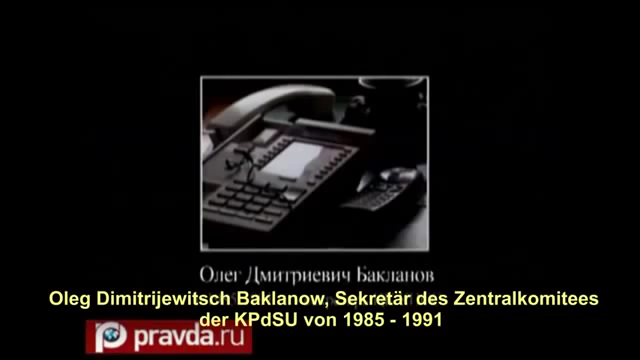 Олег Дмитриевич Бакланов
Oleg Dimitrijewitsch Baklanow, Sekretär des Zentralkomitees
der KPdSU von 1985 - 1991
pravda.ru